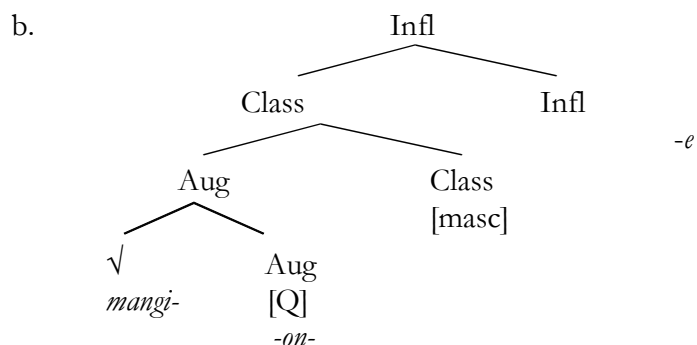 b.
Infl
Class Infl
-e
Aug Class
[masc]
√ Aug
mangi- [Q]
-on-